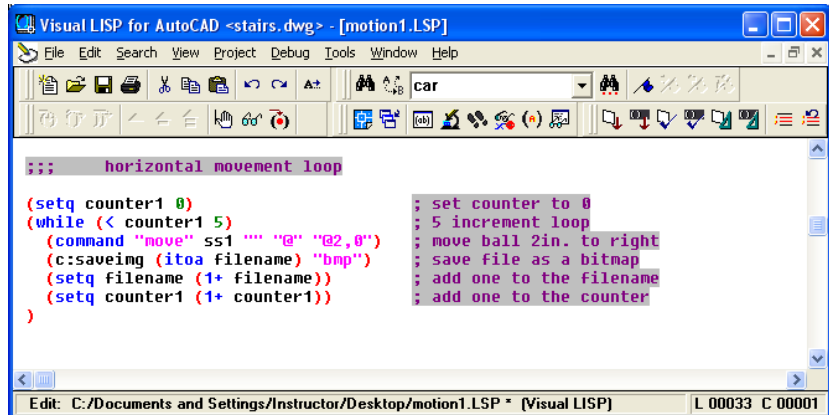 Visual LISP for AutoCAD <stairs.dwg> - [motion1.LSP]
File Edit Search View Project Debug Tools Window Help
car
;;; horizontal movement loop
(setq counter1 0) ; set counter to 0
(while (< counter1 5) ; 5 increment loop
(command "move" ss1 "" "@" "@2,0") ; move ball 2in. to right
(c:saveimg (itoa filename) "bmp") ; save file as a bitmap
(setq filename (1+ filename)) ; add one to the filename
(setq counter1 (1+ counter1)) ; add one to the counter
)
Edit: C:/Documents and Settings/Instructor/Desktop/motion1.LSP * (Visual LISP) L 00033 C 00001